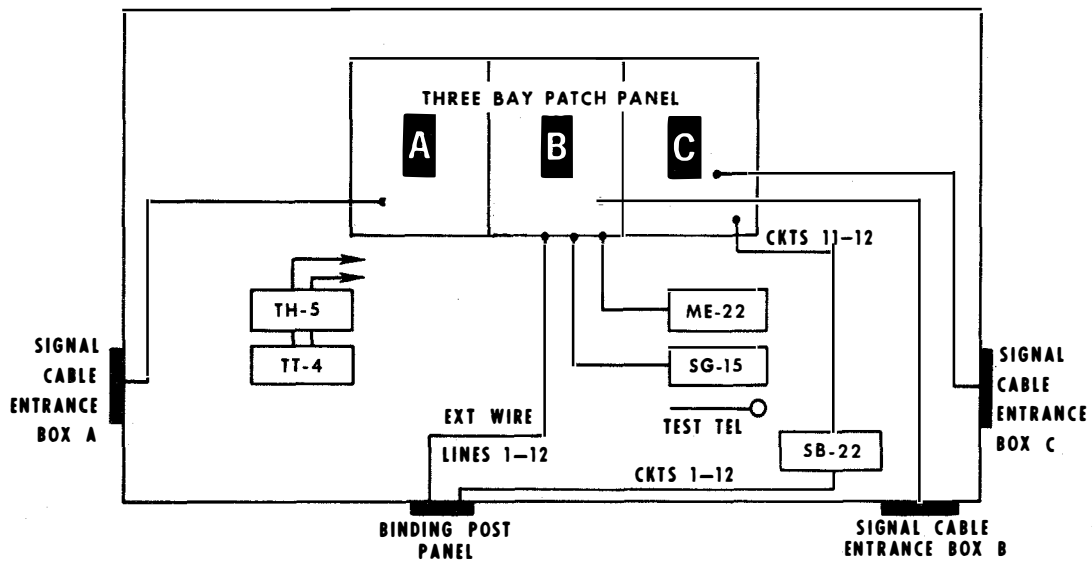 THREE BAY PATCH PANEL
A
B
C
CKTS 11-12
TH-5
TT-4
ME-22
SG-15
TEST TEL
SB-22
SIGNAL
CABLE
ENTRANCE
BOX A
SIGNAL
CABLE
ENTRANCE
BOX C
EXT WIRE
LINES 1-12
CKTS 1-12
BINDING POST
PANEL
SIGNAL CABLE
ENTRANCE BOX B